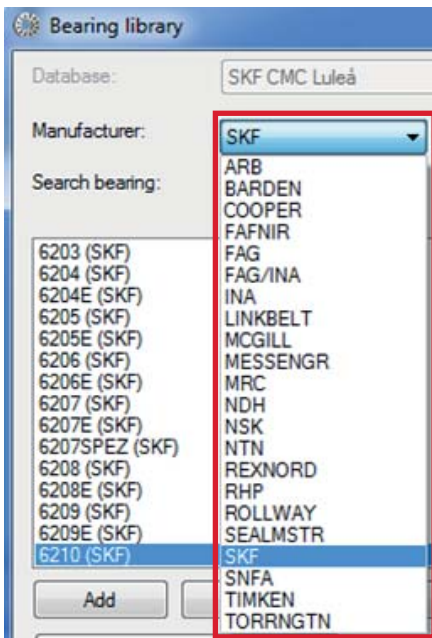 Bearing library
Database: SKF CMC Luleå
Manufacturer: SKF
Search bearing:
ARB
BARDEN
COOPER
FAFNIR
FAG
FAG/INA
INA
LINKBELT
MCGILL
MESSENGR
MRC
NDH
NSK
NTN
REXNORD
RHP
ROLLWAY
SEALMSTR
SKF
SNFA
TIMKEN
TORRNGTN
6203 (SKF)
6204 (SKF)
6204E (SKF)
6205 (SKF)
6205E (SKF)
6206 (SKF)
6206E (SKF)
6207 (SKF)
6207E (SKF)
6207SPEZ (SKF)
6208 (SKF)
6208E (SKF)
6209 (SKF)
6209E (SKF)
6210 (SKF)
Add